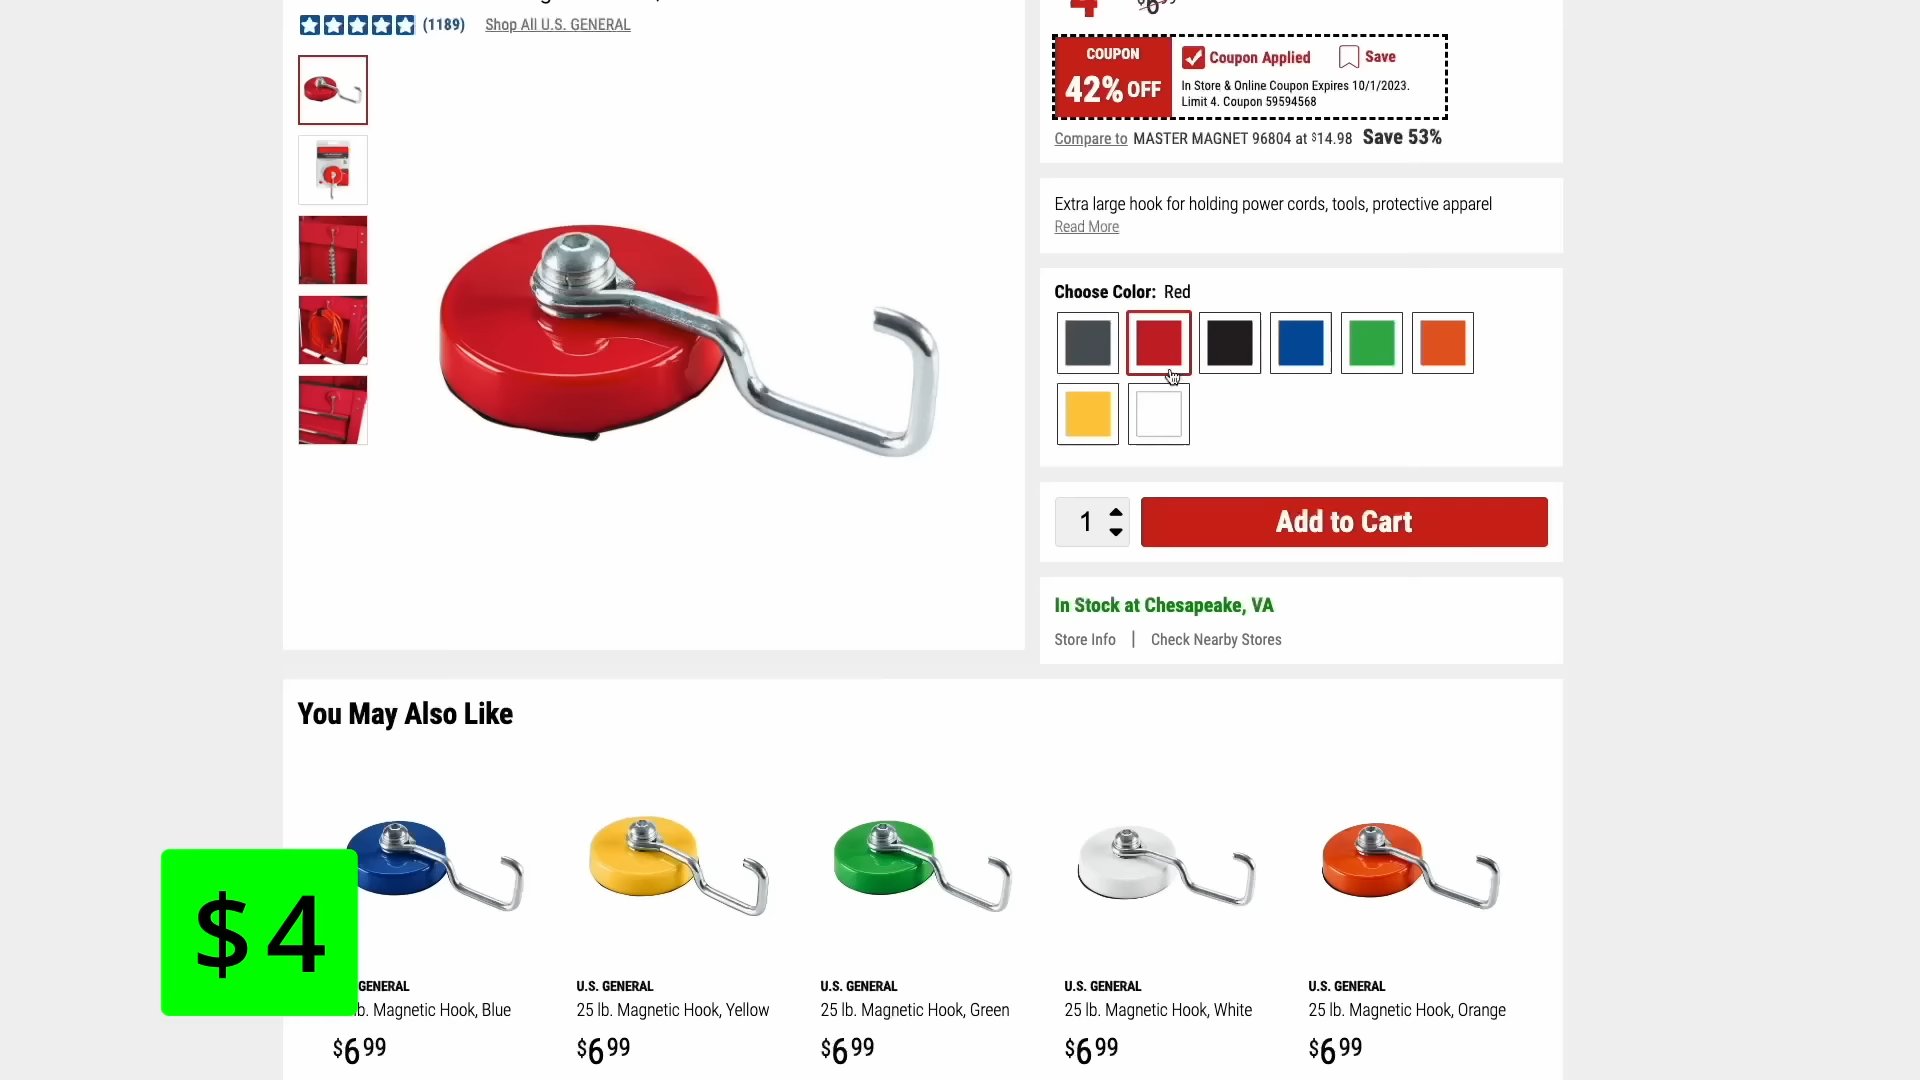 (1189) Shop All U.S. GENERAL
COUPON
42% OFF
Coupon Applied
Save
In Store & Online Coupon Expires 10/1/2023.
Limit 4. Coupon 59594568
Compare to MASTER MAGNET 96804 at $14.98 Save 53%
Extra large hook for holding power cords, tools, protective apparel
Read More
Choose Color: Red
1
Add to Cart
In Stock at Chesapeake, VA
Store Info | Check Nearby Stores
You May Also Like
$4
GENERAL
lb. Magnetic Hook, Blue
$6 99
U.S. GENERAL
25 lb. Magnetic Hook, Yellow
$6 99
U.S. GENERAL
25 lb. Magnetic Hook, Green
$6 99
U.S. GENERAL
25 lb. Magnetic Hook, White
$6 99
U.S. GENERAL
25 lb. Magnetic Hook, Orange
$6 99